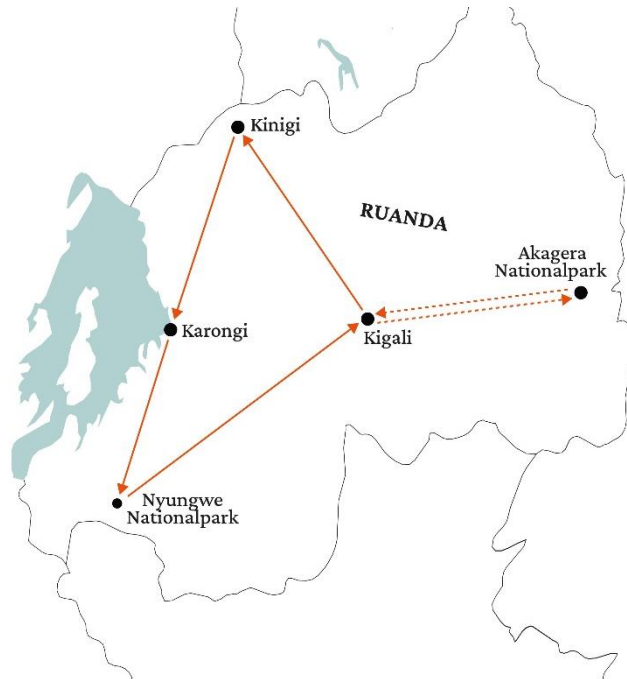 Kinigi
RUANDA
Akagera
Nationalpark
Karongi
Kigali
Nyungwe
Nationalpark